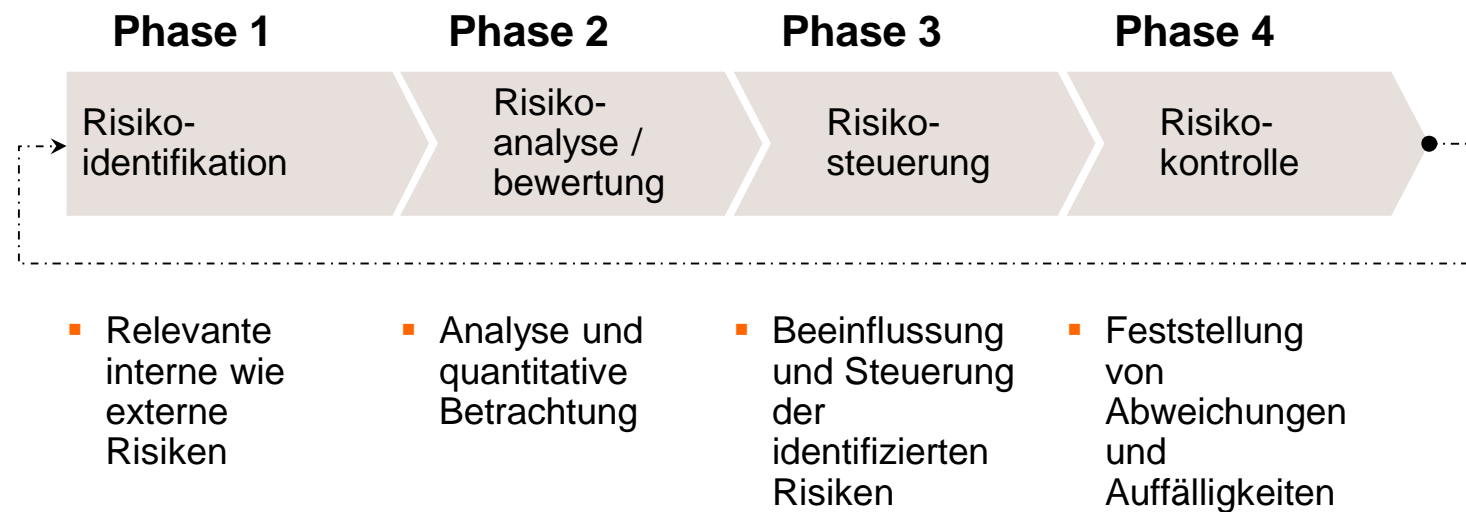 Phase 1
Phase 2
Phase 3
Phase 4
Risiko-
identifikation
Risiko-
analyse /
bewertung
Risiko-
steuerung
Risiko-
kontrolle
Relevante
interne wie
externe
Risiken
Analyse und
quantitative
Betrachtung
Beeinflussung
und Steuerung
der
identifizierten
Risiken
Feststellung
von
Abweichungen
und
Auffälligkeiten